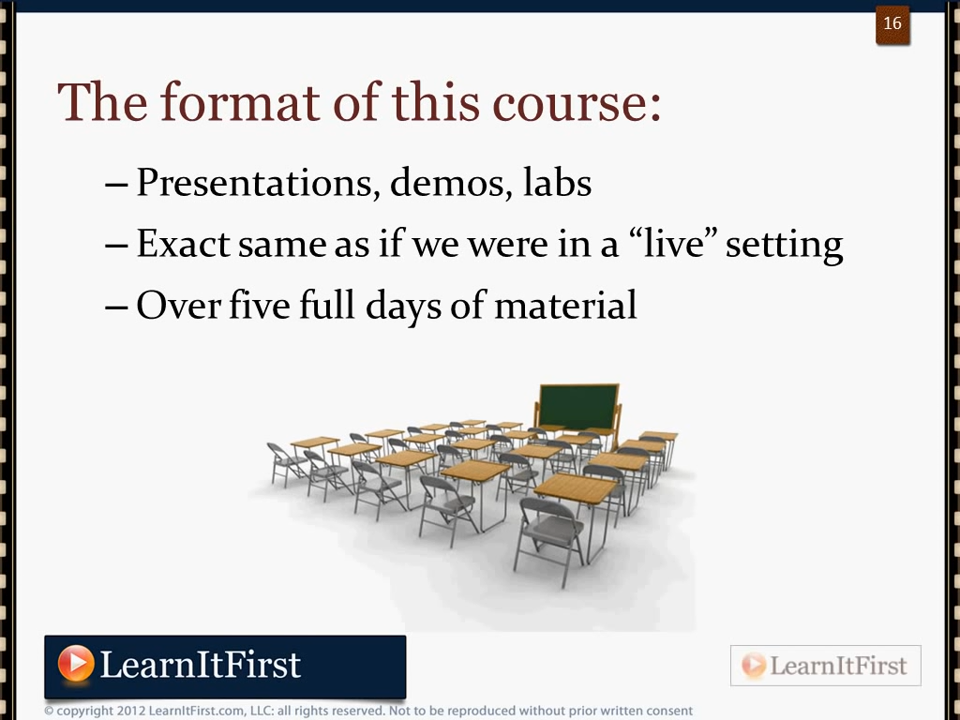 16
The format of this course:
– Presentations, demos, labs
– Exact same as if we were in a “live” setting
– Over five full days of material
LearnItFirst
LearnItFirst
© copyright 2012 LearnItFirst.com, LLC: all rights reserved. Not to be reproduced without prior written consent